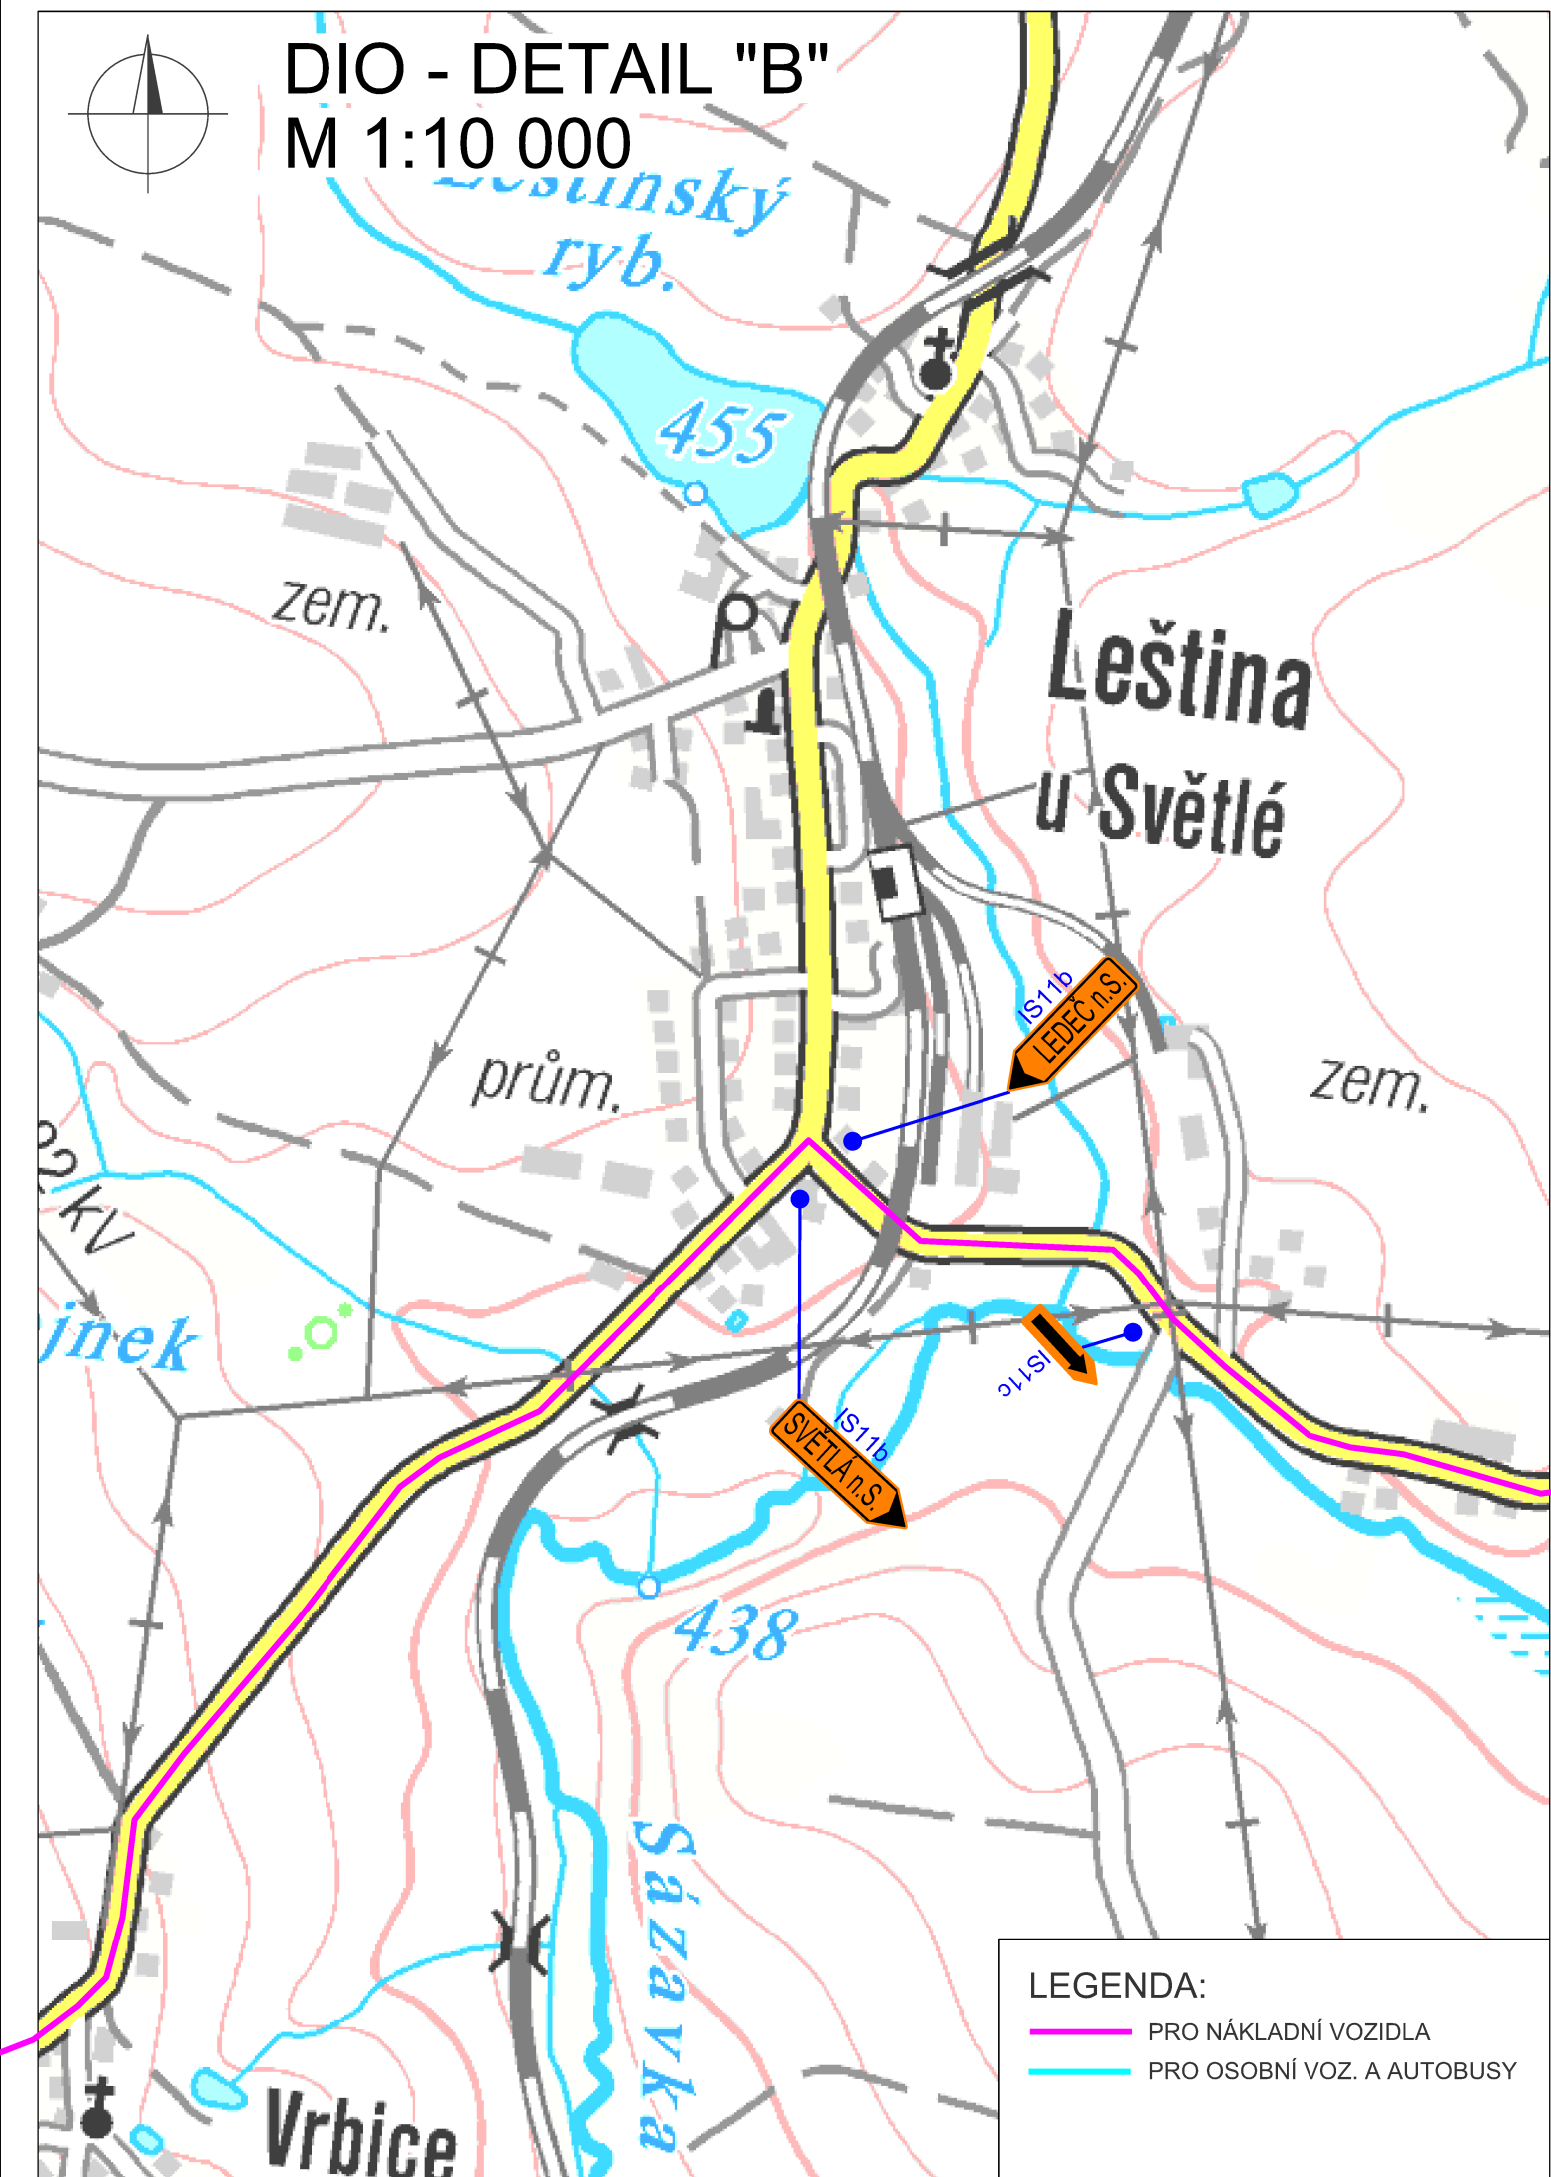 DIO - DETAIL "B"
M 1:10 000
Leštinský
ryb.
455
zem.
Leština
u Světlé
IS11b
LEDEČ n.S.
prům.
zem.
22 kV
jnek
IS11c
IS11b
SVĚTLÁ n.S.
438
Sázavka
Vrbice
LEGENDA:
PRO NÁKLADNÍ VOZIDLA
PRO OSOBNÍ VOZ. A AUTOBUSY